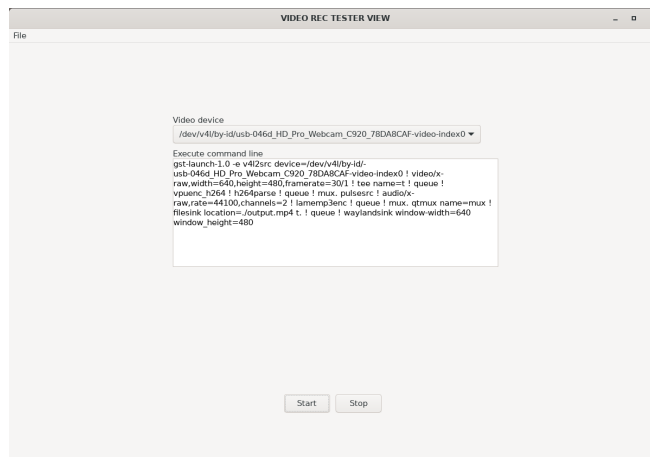 VIDEO REC TESTER VIEW
File
Video device
/dev/v4l/by-id/usb-046d_HD_Pro_Webcam_C920_78DA8CAF-video-index0
Execute command line
gst-launch-1.0 -e v4l2src device=/dev/v4l/by-id/-
usb-046d_HD_Pro_Webcam_C920_78DA8CAF-video-index0 ! video/x-
raw,width=640,height=480,framerate=30/1 ! tee name=t ! queue !
vpuenc_h264 ! h264parse ! queue ! mux. pulsesrc ! audio/x-
raw,rate=44100,channels=2 ! lamemp3enc ! queue ! mux. qtmux name=mux !
filesink location=./output.mp4 t. ! queue ! waylandsink window-width=640
window_height=480
Start Stop